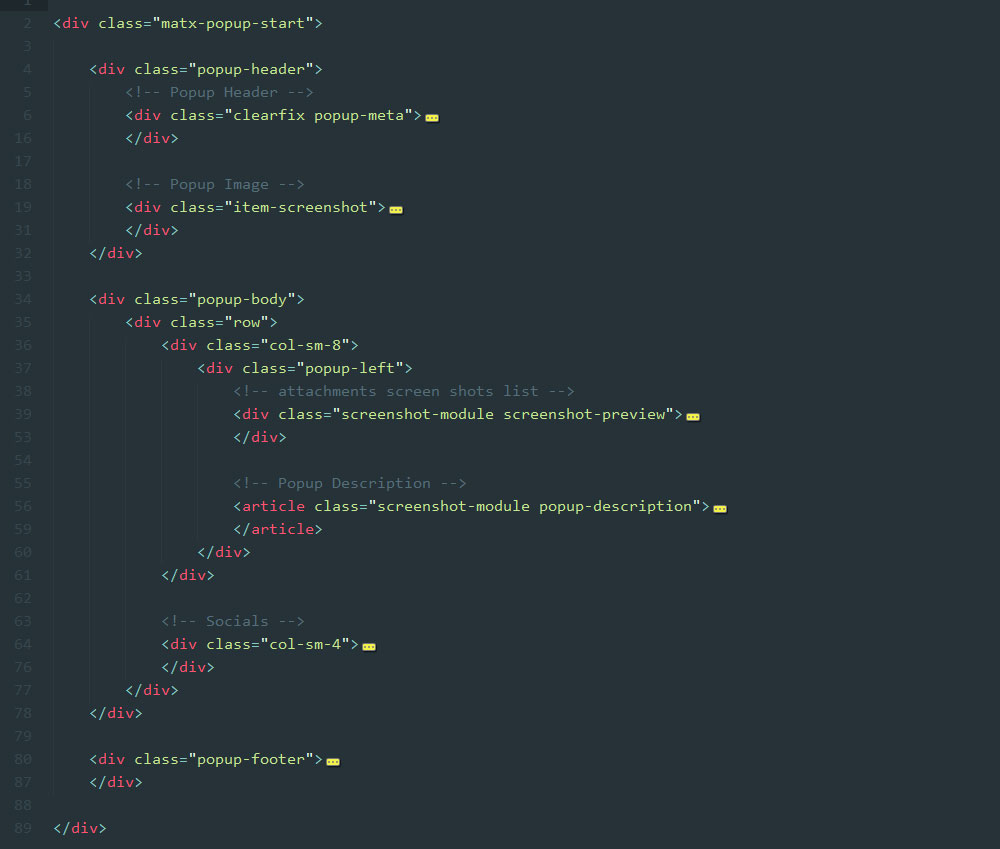 1
2 <div class="matx-popup-start">
3
4 <div class="popup-header">
5 <!-- Popup Header -->
6 <div class="clearfix popup-meta">
16 </div>
17
18 <!-- Popup Image -->
19 <div class="item-screenshot">
31 </div>
32 </div>
33
34 <div class="popup-body">
35 <div class="row">
36 <div class="col-sm-8">
37 <div class="popup-left">
38 <!-- attachments screen shots list -->
39 <div class="screenshot-module screenshot-preview">
53 </div>
54
55 <!-- Popup Description -->
56 <article class="screenshot-module popup-description">
59 </article>
60 </div>
61 </div>
62
63 <!-- Socials -->
64 <div class="col-sm-4">
76 </div>
77 </div>
78 </div>
79
80 <div class="popup-footer">
87 </div>
88
89 </div>